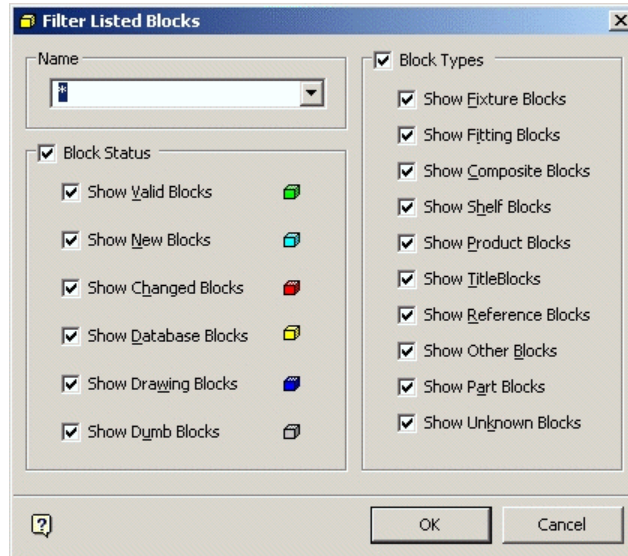 Filter Listed Blocks
Name
*
Block Status
Show Valid Blocks
Show New Blocks
Show Changed Blocks
Show Database Blocks
Show Drawing Blocks
Show Dumb Blocks
Block Types
Show Fixture Blocks
Show Fitting Blocks
Show Composite Blocks
Show Shelf Blocks
Show Product Blocks
Show TitleBlocks
Show Reference Blocks
Show Other Blocks
Show Part Blocks
Show Unknown Blocks
?
OK
Cancel